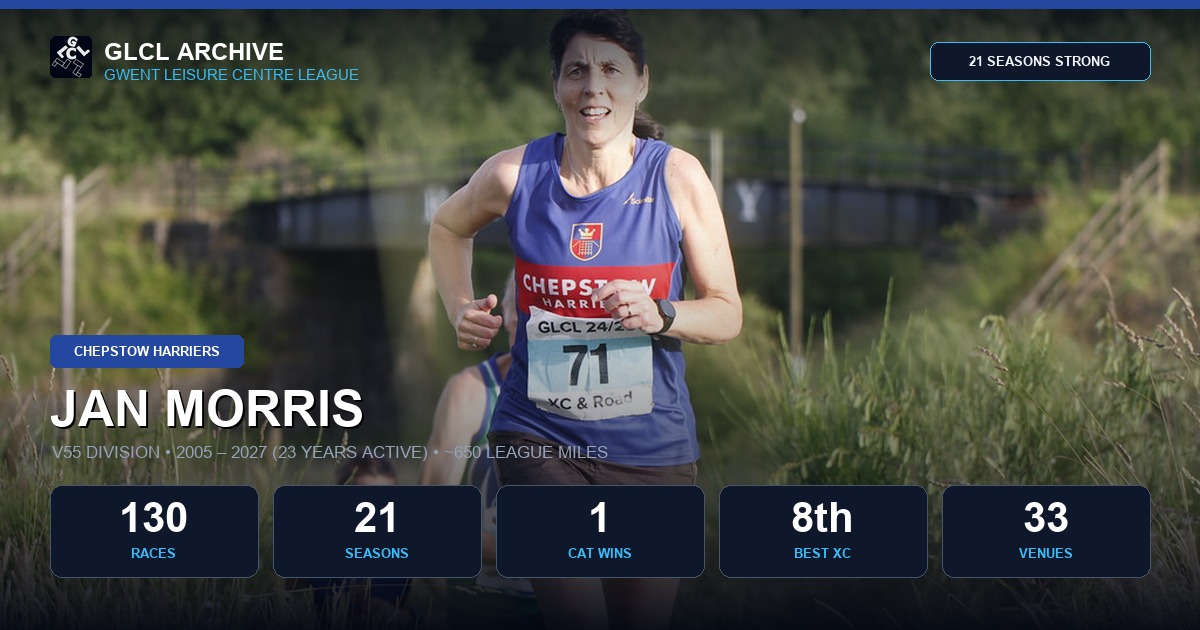 GLCL ARCHIVE
GWENT LEISURE CENTRE LEAGUE
21 SEASONS STRONG
CHEPSTOW
HARRIE
GLCL 24/2
71
XC & Road
CHEPSTOW HARRIERS
JAN MORRIS
V55 DIVISION • 2005 – 2027 (23 YEARS ACTIVE) • ~650 LEAGUE MILES
130
RACES
21
SEASONS
1
CAT WINS
8th
BEST XC
33
VENUES